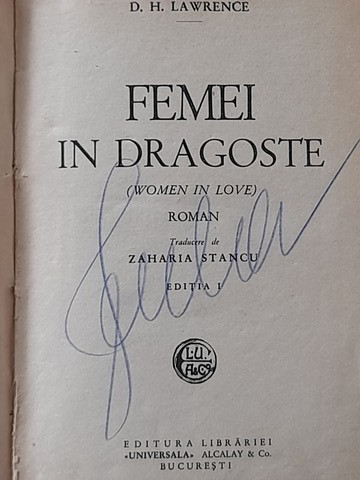 D. H. LAWRENCE
FEMEI
IN DRAGOSTE
(WOMEN IN LOVE)
ROMAN
Traducere de
ZAHARIA STANCU
EDIȚIA I
L.U.
A&Co.
EDITURA LIBRĂRIEI
«UNIVERSALA» ALCALAY & Co.
BUCUREȘTI